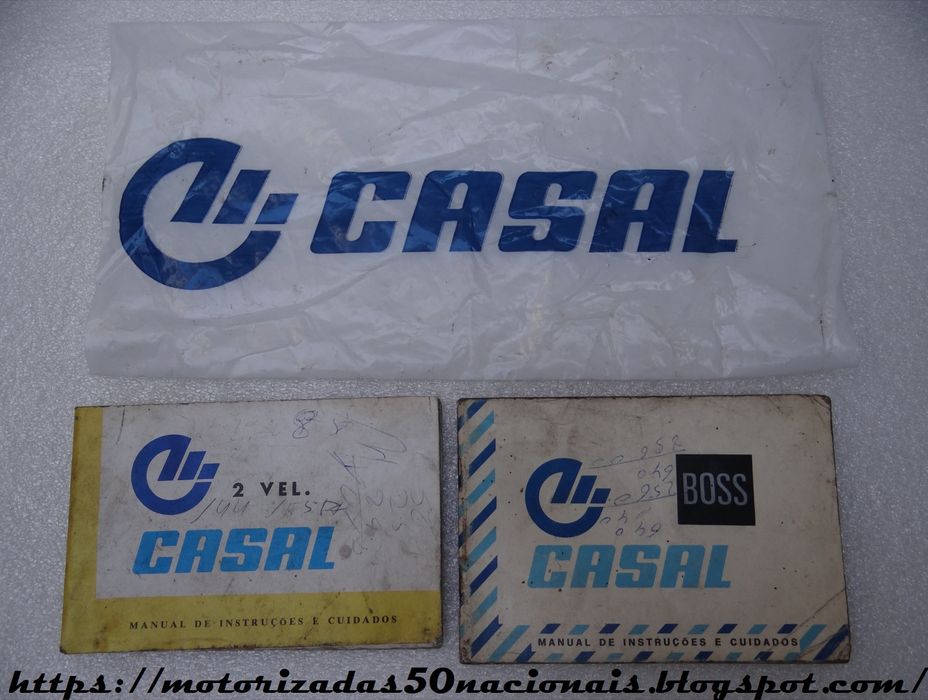 CASAL
2 VEL.
CASAL
MANUAL DE INSTRUÇÕES E CUIDADOS
BOSS
CASAL
MANUAL DE INSTRUÇÕES E CUIDADOS
https://motorizadas50nacionais.blogspot.com/